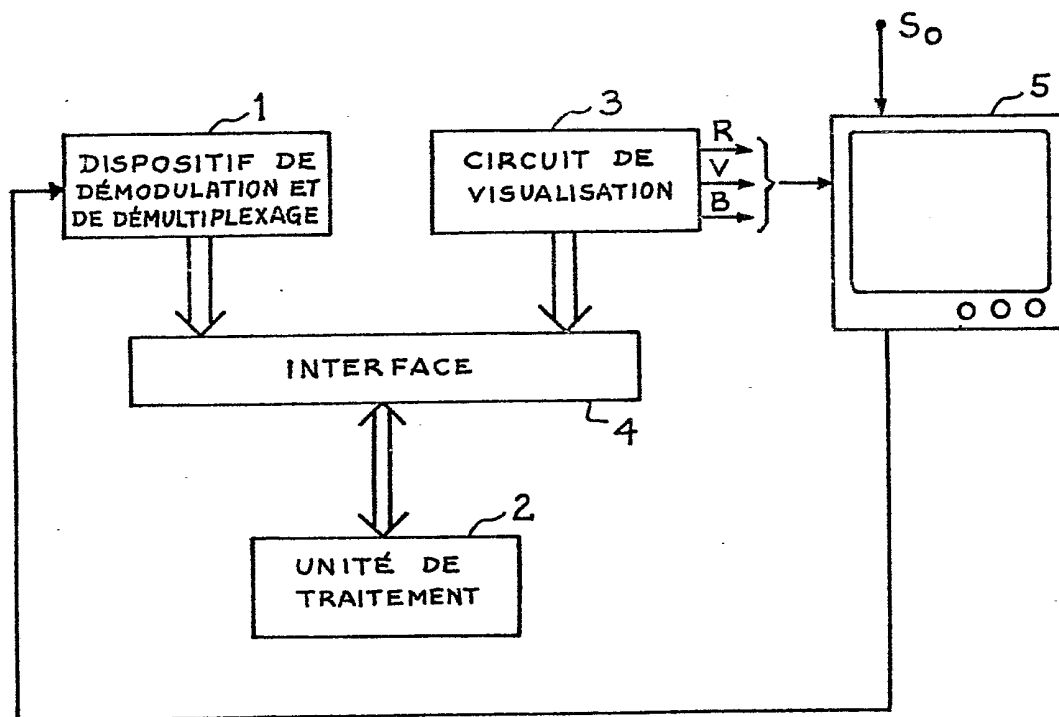 S0
5
1
3
DISPOSITIF DE
DÉMODULATION ET
DE DÉMULTIPLEXAGE
CIRCUIT DE
VISUALISATION
R
V
B
INTERFACE
4
2
UNITÉ DE
TRAITEMENT